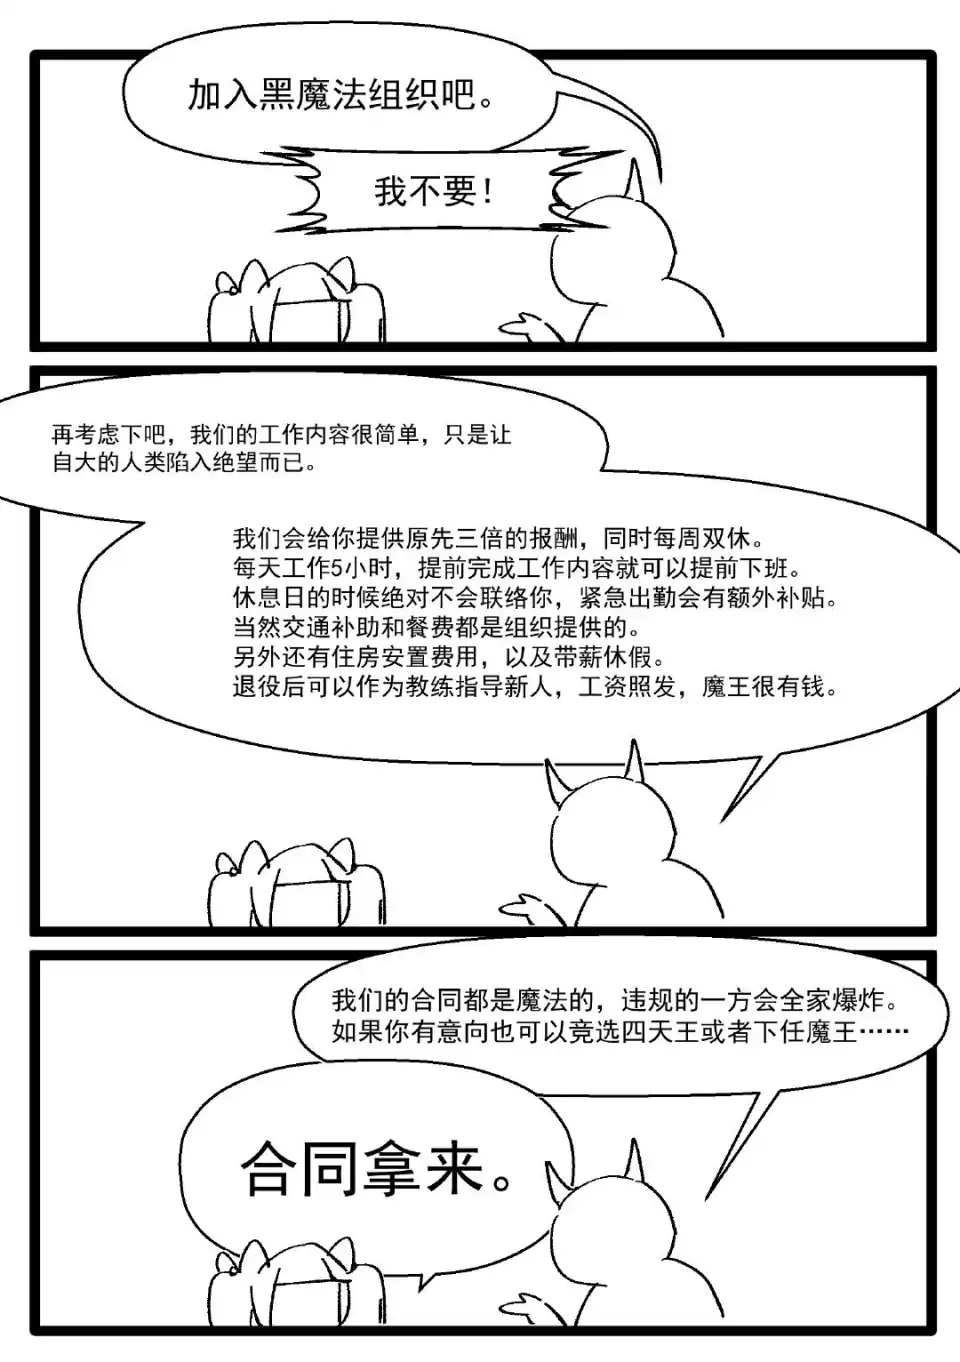 加入黑魔法组织吧。
我不要！
再考虑下吧，我们的工作内容很简单，只是让
自大的人类陷入绝望而已。
我们会给你提供原先三倍的报酬，同时每周双休。
每天工作5小时，提前完成工作内容就可以提前下班。
休息日的时候绝对不会联络你，紧急出勤会有额外补贴。
当然交通补助和餐费都是组织提供的。
另外还有住房安置费用，以及带薪休假。
退役后可以作为教练指导新人，工资照发，魔王很有钱。
我们的合同都是魔法的，违规的一方会全家爆炸。
如果你有意向也可以竞选四天王或者下任魔王……
合同拿来。